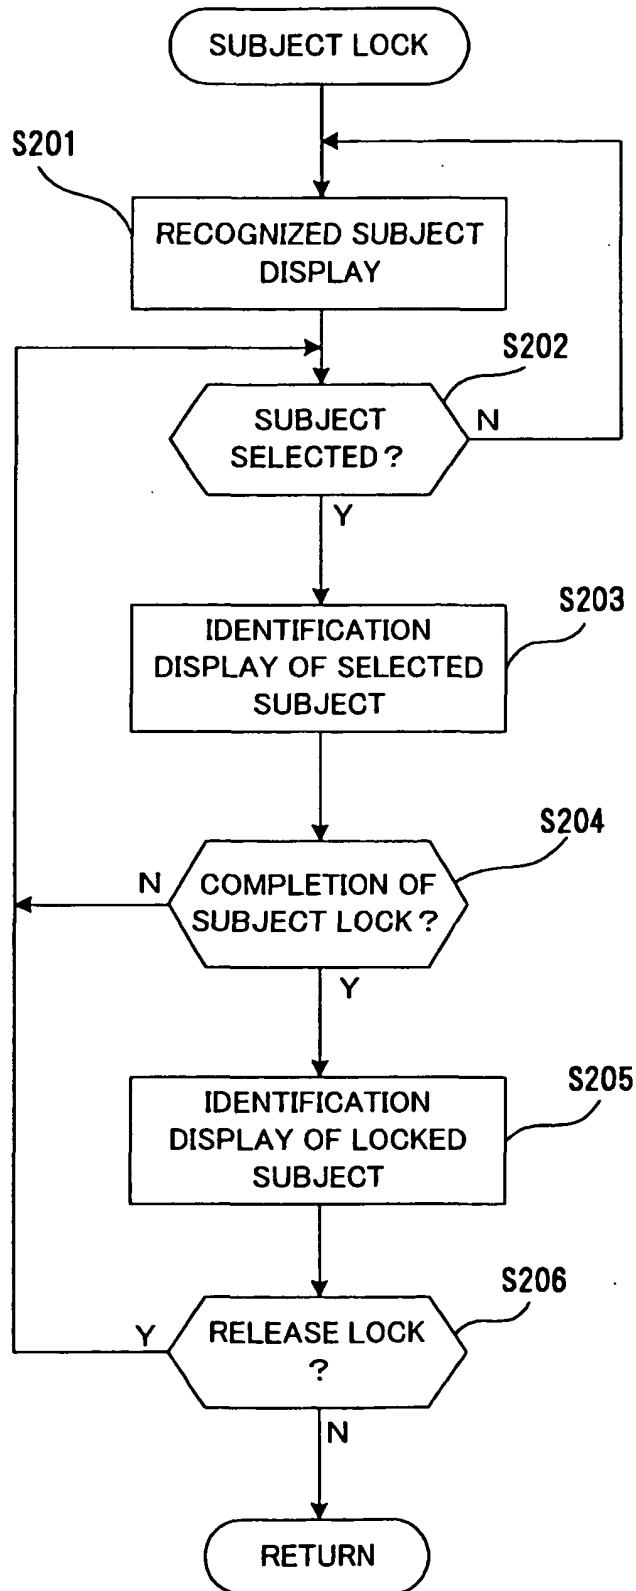 SUBJECT LOCK
S201
RECOGNIZED SUBJECT
DISPLAY
S202
SUBJECT
SELECTED?
N
Y
S203
IDENTIFICATION
DISPLAY OF SELECTED
SUBJECT
S204
COMPLETION OF
SUBJECT LOCK?
N
Y
S205
IDENTIFICATION
DISPLAY OF LOCKED
SUBJECT
S206
RELEASE LOCK
?
Y
N
RETURN